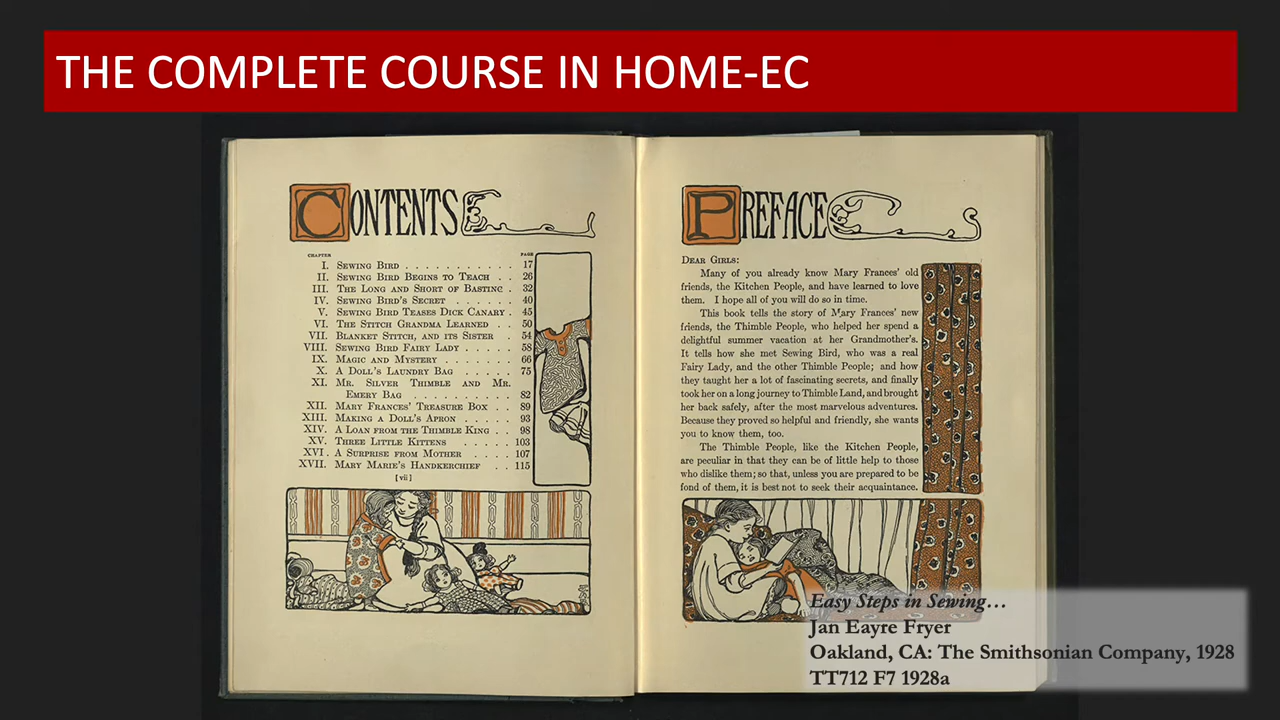 THE COMPLETE COURSE IN HOME-EC
CONTENTS
CHAPTER PAGE
I. SEWING BIRD . . . . . . . . . . . 17
II. SEWING BIRD BEGINS TO TEACH . . 26
III. THE LONG AND SHORT OF BASTING . 32
IV. SEWING BIRD'S SECRET . . . . . . 40
V. SEWING BIRD TEASES DICK CANARY . 45
VI. THE STITCH GRANDMA LEARNED . . 50
VII. BLANKET STITCH, AND ITS SISTER . 54
VIII. SEWING BIRD FAIRY LADY . . . . . 58
IX. MAGIC AND MYSTERY . . . . . . . 66
X. A DOLL'S LAUNDRY BAG . . . . . 75
XI. MR. SILVER THIMBLE AND MR.
EMERY BAG . . . . . . . . . . . 82
XII. MARY FRANCES' TREASURE BOX . . 89
XIII. MAKING A DOLL'S APRON . . . . . 93
XIV. A LOAN FROM THE THIMBLE KING . . 98
XV. THREE LITTLE KITTENS . . . . . 103
XVI. A SURPRISE FROM MOTHER . . . . 107
XVII. MARY MARIE'S HANDKERCHIEF . . 115
[vii]
PREFACE
DEAR GIRLS:
Many of you already know Mary Frances' old
friends, the Kitchen People, and have learned to love
them. I hope all of you will do so in time.
This book tells the story of Mary Frances' new
friends, the Thimble People, who helped her spend a
delightful summer vacation at her Grandmother's.
It tells how she met Sewing Bird, who was a real
Fairy Lady, and the other Thimble People; and how
they taught her a lot of fascinating secrets, and finally
took her on a long journey to Thimble Land, and brought
her back safely, after the most marvelous adventures.
Because they proved so helpful and friendly, she wants
you to know them, too.
The Thimble People, like the Kitchen People,
are peculiar in that they can be of little help to those
who dislike them; so that, unless you are prepared to be
fond of them, it is best not to seek their acquaintance.
Easy Steps in Sewing…
Jan Eayre Fryer
Oakland, CA: The Smithsonian Company, 1928
TT712 F7 1928a